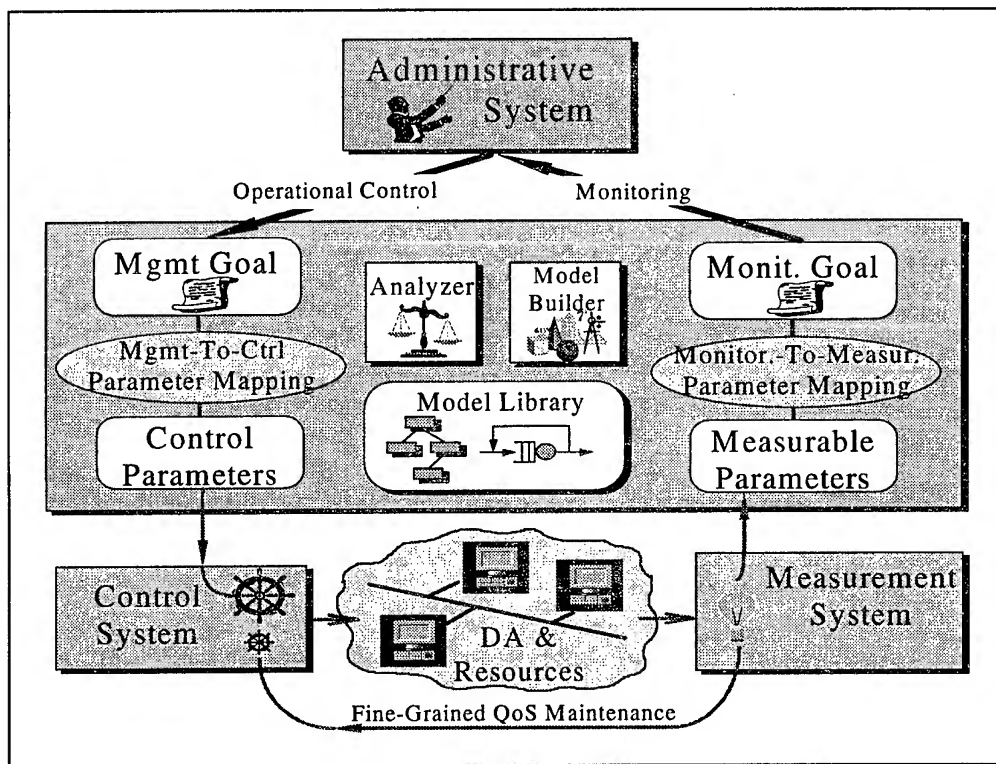 Administrative
System
Operational Control
Monitoring
Mgmt Goal
Analyzer
Model
Builder
Monit. Goal
Mgmt-To-Ctrl
Parameter Mapping
Monitor.-To-Measur.
Parameter Mapping
Model Library
Control
Parameters
Measurable
Parameters
Control
System
DA &
Resources
Measurement
System
Fine-Grained QoS Maintenance